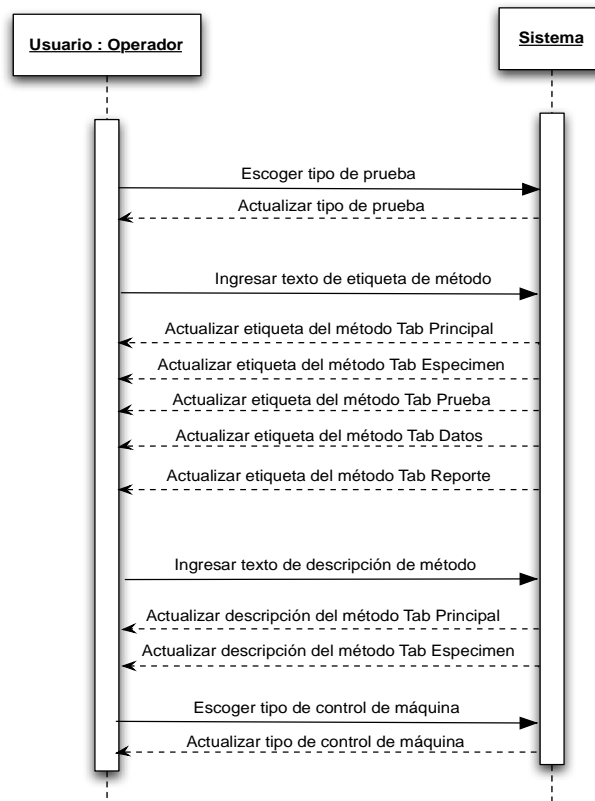 Usuario : Operador
Sistema
Escoger tipo de prueba
Actualizar tipo de prueba
Ingresar texto de etiqueta de método
Actualizar etiqueta del método Tab Principal
Actualizar etiqueta del método Tab Especimen
Actualizar etiqueta del método Tab Prueba
Actualizar etiqueta del método Tab Datos
Actualizar etiqueta del método Tab Reporte
Ingresar texto de descripción de método
Actualizar descripción del método Tab Principal
Actualizar descripción del método Tab Especimen
Escoger tipo de control de máquina
Actualizar tipo de control de máquina